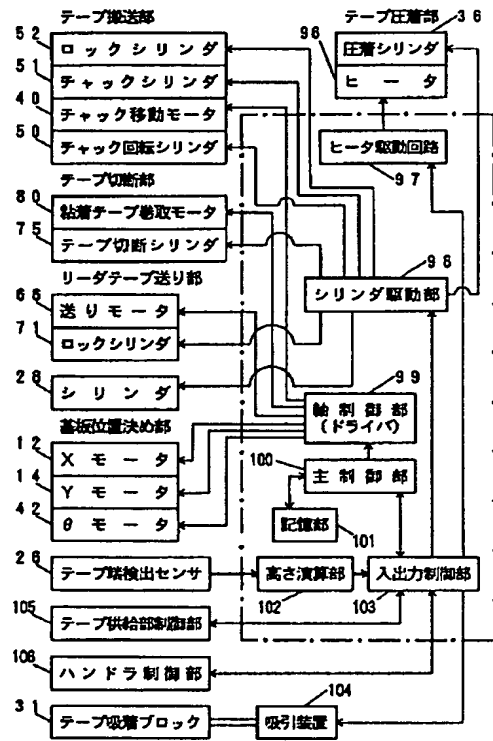 テープ搬送部
52 ロックシリンダ
51 チャックシリンダ
40 チャック移動モータ
50 チャック回転シリンダ
テープ切断部
80 粘着テープ巻取モータ
75 テープ切断シリンダ
リーダテープ送り部
66 送りモータ
71 ロックシリンダ
28 シリンダ
基板位置決め部
12 Xモータ
14 Yモータ
42 θモータ
26 テープ端検出センサ
105 テープ供給部制御部
106 ハンドラ制御部
31 テープ吸着ブロック
テープ圧着部
36
96
圧着シリンダ
ヒータ
ヒータ駆動回路
97
98
シリンダ駆動部
99
軸制御部
(ドライバ)
100
主制御部
記憶部
101
高さ演算部
102
入出力制御部
103
104
吸引装置